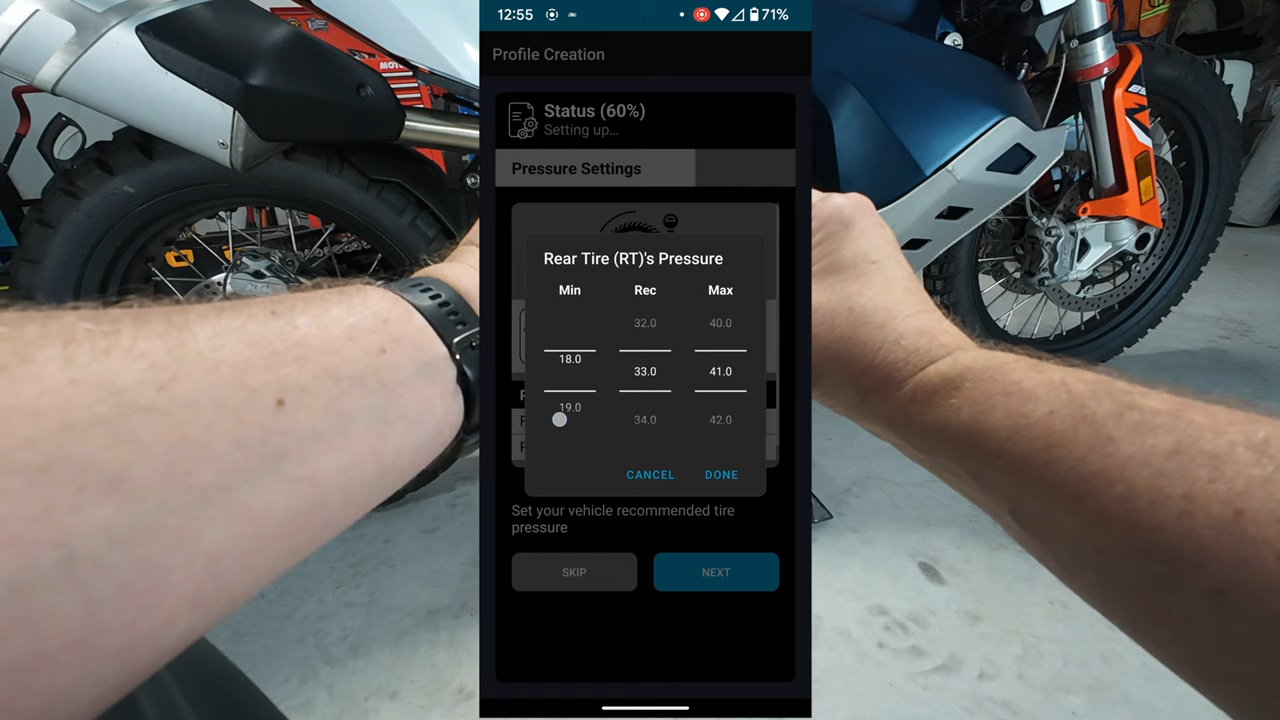 12:55
71%
Profile Creation
Status (60%)
Setting up...
Pressure Settings
Rear Tire (RT)'s Pressure
Min Rec Max
32.0 40.0
18.0
33.0 41.0
19.0
34.0 42.0
CANCEL DONE
Set your vehicle recommended tire
pressure
SKIP NEXT